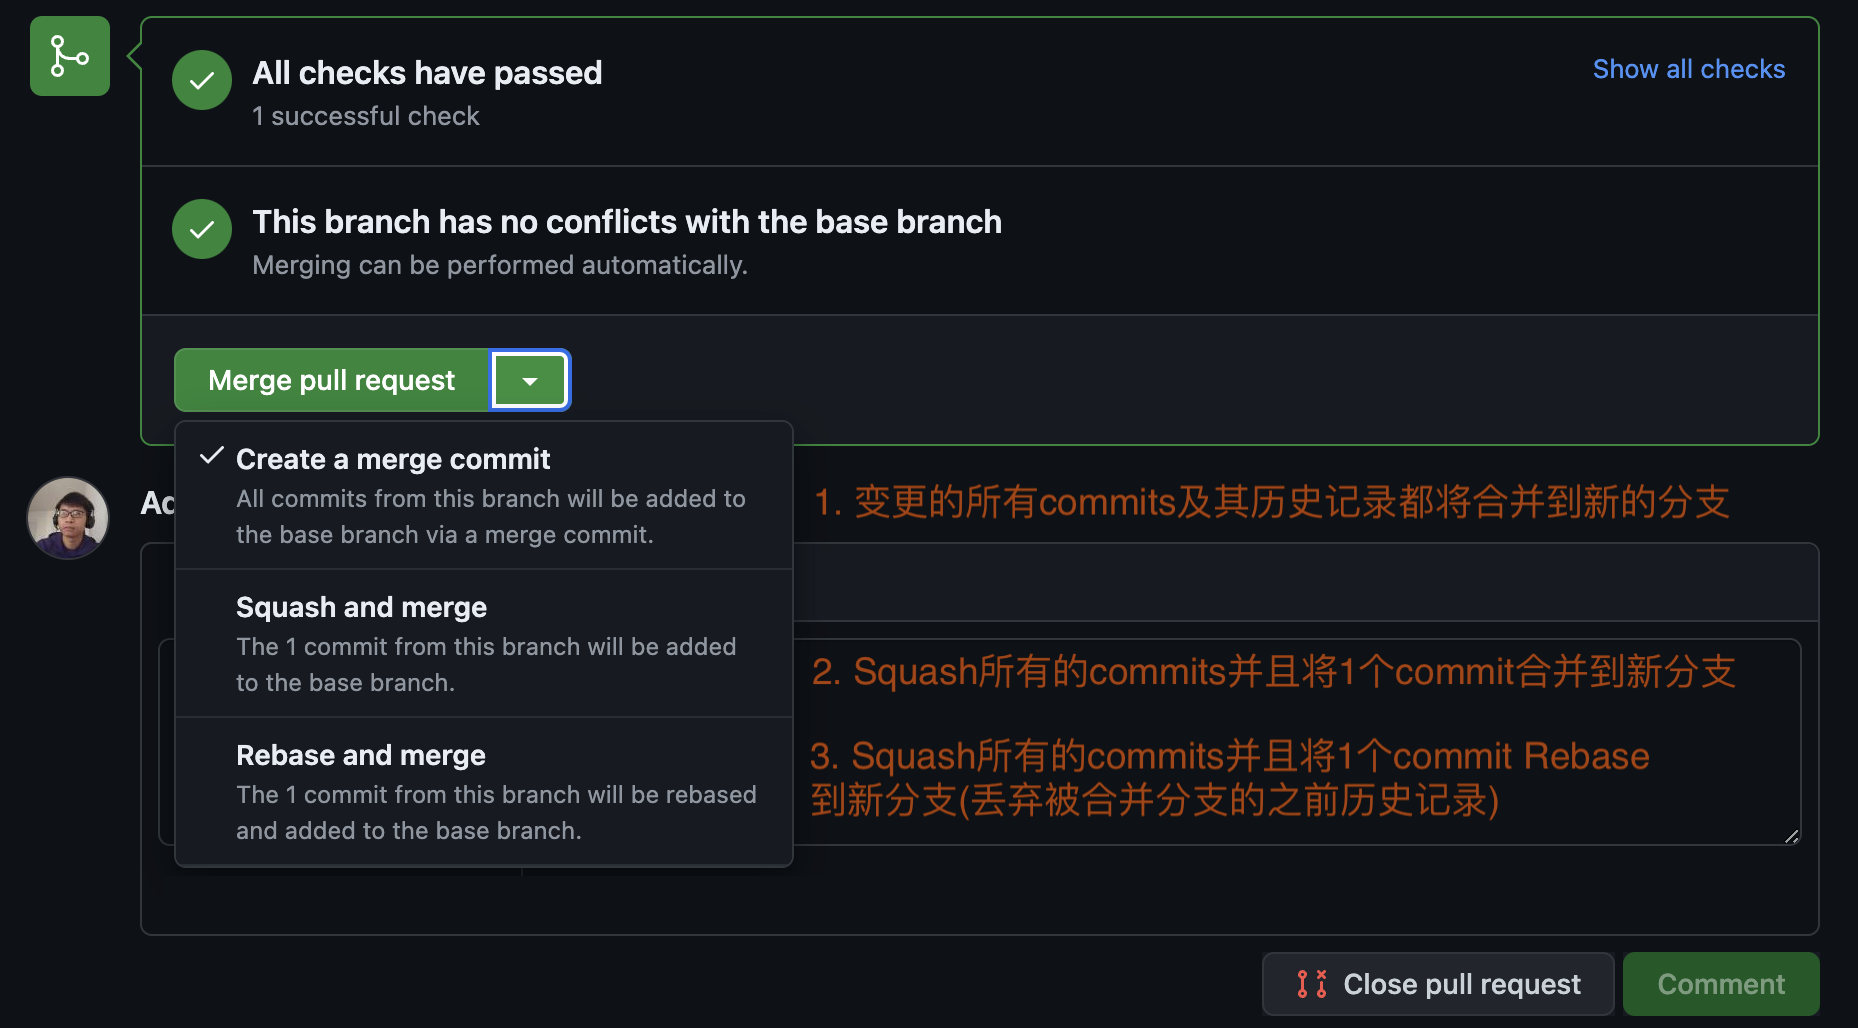 All checks have passed
Show all checks
1 successful check
This branch has no conflicts with the base branch
Merging can be performed automatically.
Merge pull request
Create a merge commit
All commits from this branch will be added to
the base branch via a merge commit.
1. 变更的所有commits及其历史记录都将合并到新的分支
Squash and merge
The 1 commit from this branch will be added
to the base branch.
2. Squash所有的commits并且将1个commit合并到新分支
Rebase and merge
The 1 commit from this branch will be rebased
and added to the base branch.
3. Squash所有的commits并且将1个commit Rebase
到新分支(丢弃被合并分支的之前历史记录)
Close pull request
Comment